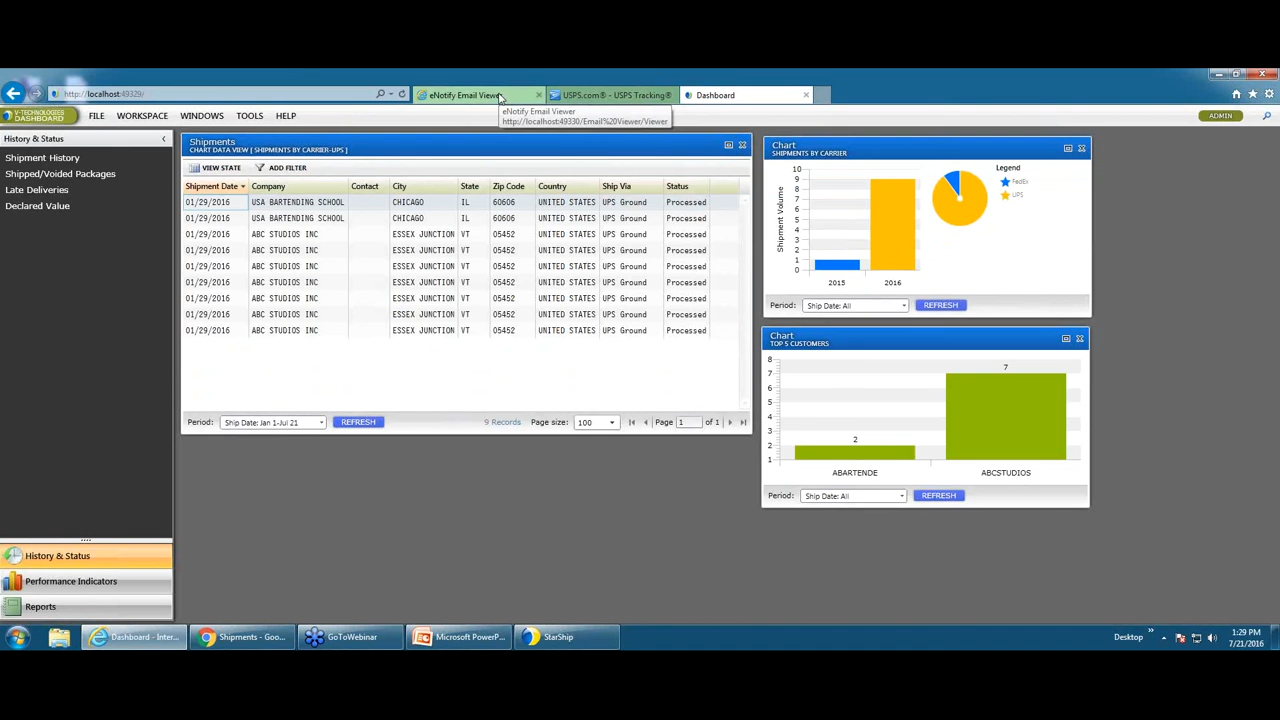 http://localhost:49329/
eNotify Email Viewer
USPS.com® - USPS Tracking®
Dashboard
eNotify Email Viewer
http://localhost:49330/Email%20Viewer/Viewer
V-TECHNOLOGIES
DASHBOARD
FILE WORKSPACE WINDOWS TOOLS HELP
ADMIN
History & Status
Shipment History
Shipped/Voided Packages
Late Deliveries
Declared Value
History & Status
Performance Indicators
Reports
Shipments
CHART DATA VIEW [ SHIPMENTS BY CARRIER-UPS ]
VIEW STATE ADD FILTER
Shipment Date Company Contact City State Zip Code Country Ship Via Status
01/29/2016 USA BARTENDING SCHOOL CHICAGO IL 60606 UNITED STATES UPS Ground Processed
01/29/2016 USA BARTENDING SCHOOL CHICAGO IL 60606 UNITED STATES UPS Ground Processed
01/29/2016 ABC STUDIOS INC ESSEX JUNCTION VT 05452 UNITED STATES UPS Ground Processed
01/29/2016 ABC STUDIOS INC ESSEX JUNCTION VT 05452 UNITED STATES UPS Ground Processed
01/29/2016 ABC STUDIOS INC ESSEX JUNCTION VT 05452 UNITED STATES UPS Ground Processed
01/29/2016 ABC STUDIOS INC ESSEX JUNCTION VT 05452 UNITED STATES UPS Ground Processed
01/29/2016 ABC STUDIOS INC ESSEX JUNCTION VT 05452 UNITED STATES UPS Ground Processed
01/29/2016 ABC STUDIOS INC ESSEX JUNCTION VT 05452 UNITED STATES UPS Ground Processed
01/29/2016 ABC STUDIOS INC ESSEX JUNCTION VT 05452 UNITED STATES UPS Ground Processed
Period: Ship Date: Jan 1-Jul 21 REFRESH 9 Records Page size: 100 Page 1 of 1
Chart
SHIPMENTS BY CARRIER
Shipment Volume
10
9
8
7
6
5
4
3
2
1
0
2015 2016
Legend
FedEx
UPS
Period: Ship Date: All REFRESH
Chart
TOP 5 CUSTOMERS
8
7
6
5
4
3
2
1
2
7
ABARTENDE ABCSTUDIOS
Period: Ship Date: All REFRESH
Dashboard - Inter...
Shipments - Goo...
GoToWebinar
Microsoft PowerP...
StarShip
Desktop
1:29 PM
7/21/2016